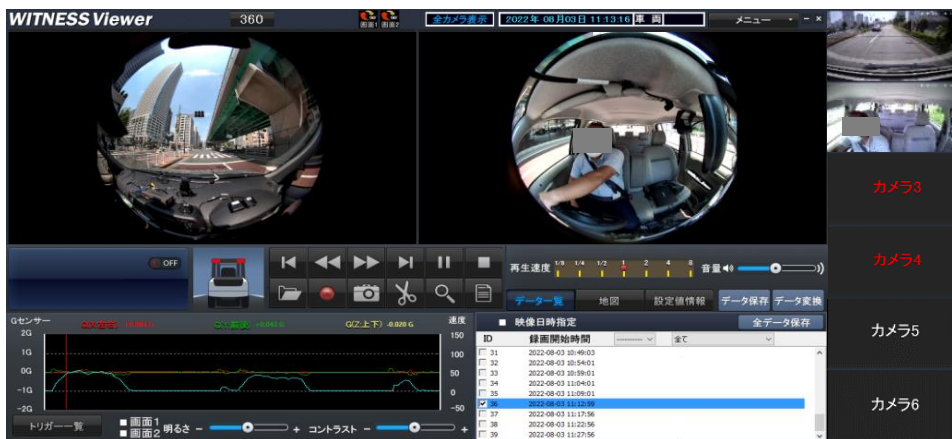 WITNESS Viewer
360
画面1 画面2
全カメラ表示
2022年 08月03日 11:13:16 車両
メニュー
カメラ3
カメラ4
カメラ5
カメラ6
OFF
再生速度 1/8 1/4 1/2 1 2 4 8 音量
データ一覧 地図 設定値情報 データ保存 データ変換
Gセンサー
G(Z:上下) -0.020 G
速度
2G
1G
0G
-1G
-2G
150
100
50
0
-50
映像日時指定 全データ保存
ID 録画開始時間 全て
31 2022-08-03 10:49:03
32 2022-08-03 10:54:01
33 2022-08-03 10:59:01
34 2022-08-03 11:04:01
35 2022-08-03 11:09:01
36 2022-08-03 11:12:59
37 2022-08-03 11:17:56
38 2022-08-03 11:22:56
39 2022-08-03 11:27:56
トリガー一覧
画面1
画面2
明るさ - + コントラスト - +